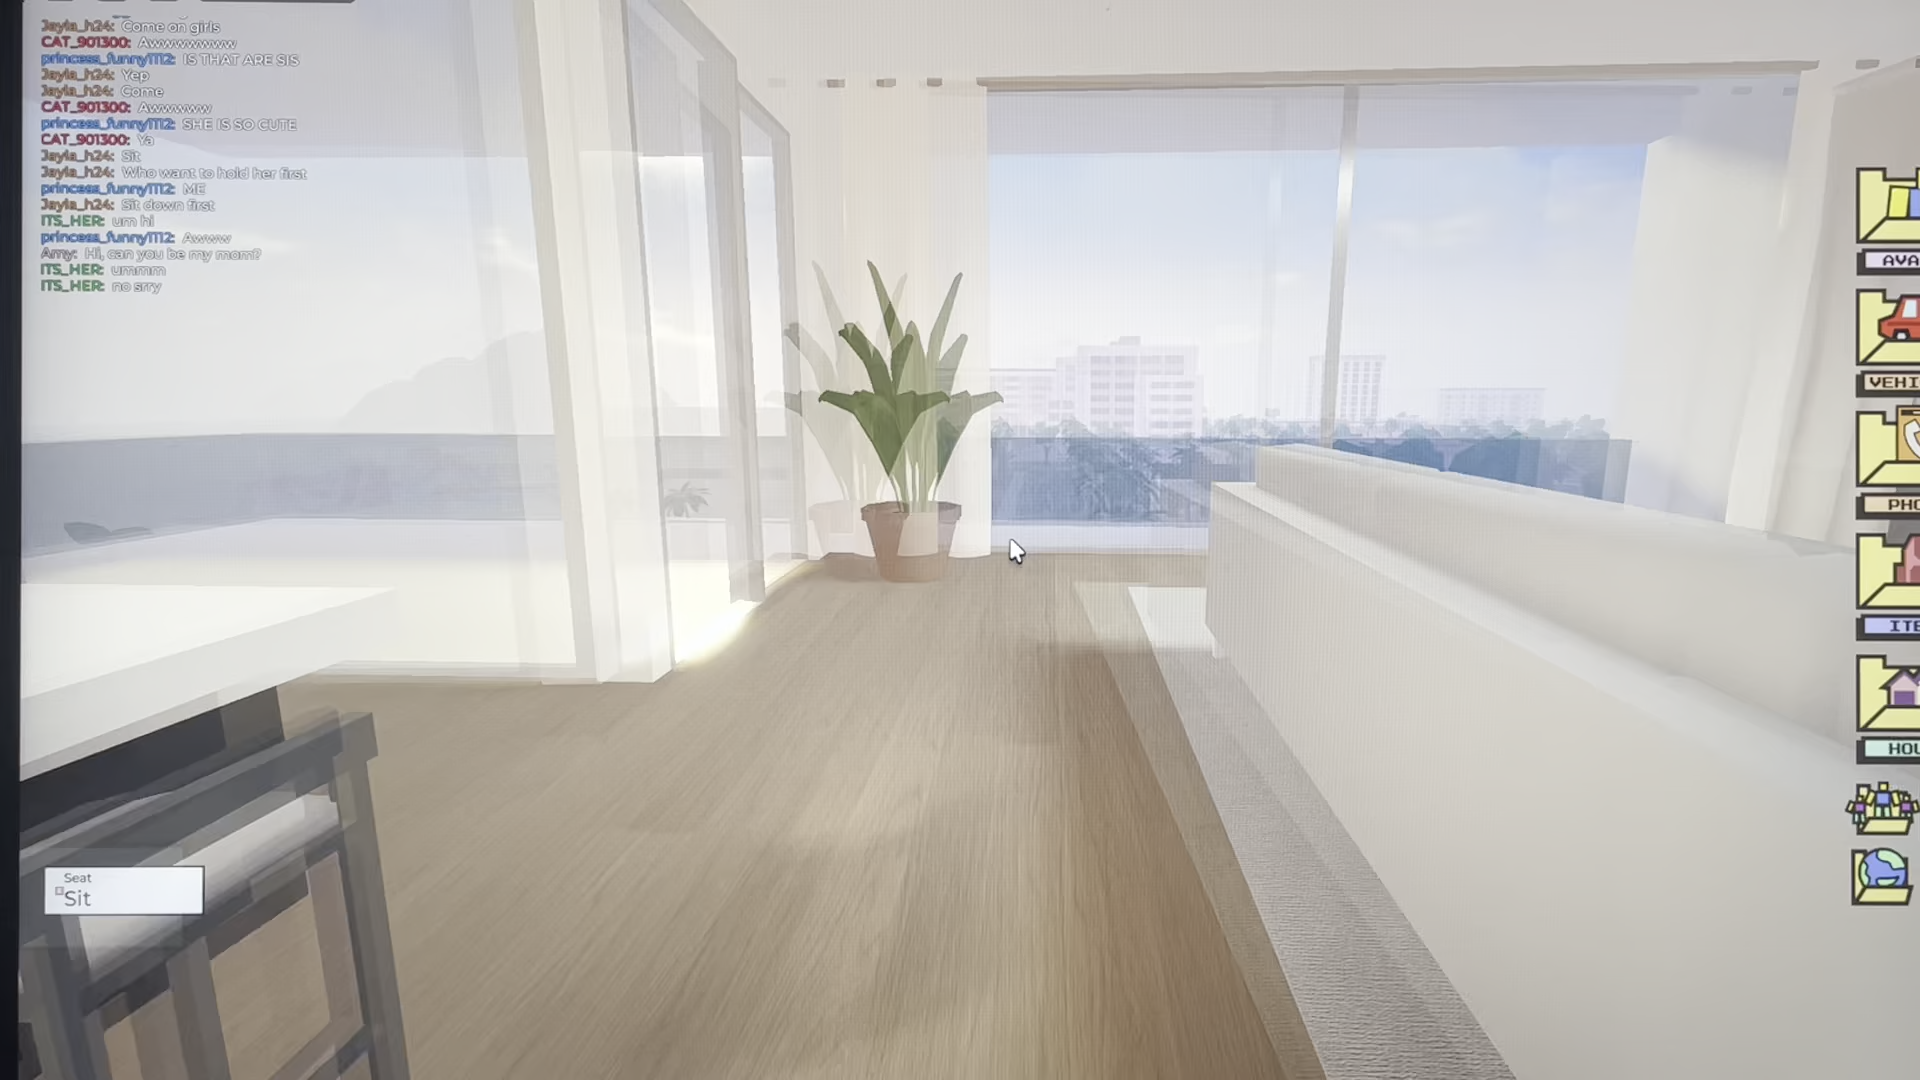 Jayla_h24: Come on girls
CAT_901300: Awwwwwwww
princess_funny1112: IS THAT ARE SIS
Jayla_h24: Yep
Jayla_h24: Come
CAT_901300: Awwwwww
princess_funny1112: SHE IS SO CUTE
CAT_901300: Ya
Jayla_h24: Sit
Jayla_h24: Who want to hold her first
princess_funny1112: ME
Jayla_h24: Sit down first
ITS_HER: um hi
princess_funny1112: Awww
Amy: Hi, can you be my mom?
ITS_HER: ummm
ITS_HER: no srry
AVA
VEHI
PHO
ITE
HOU
Seat
Sit